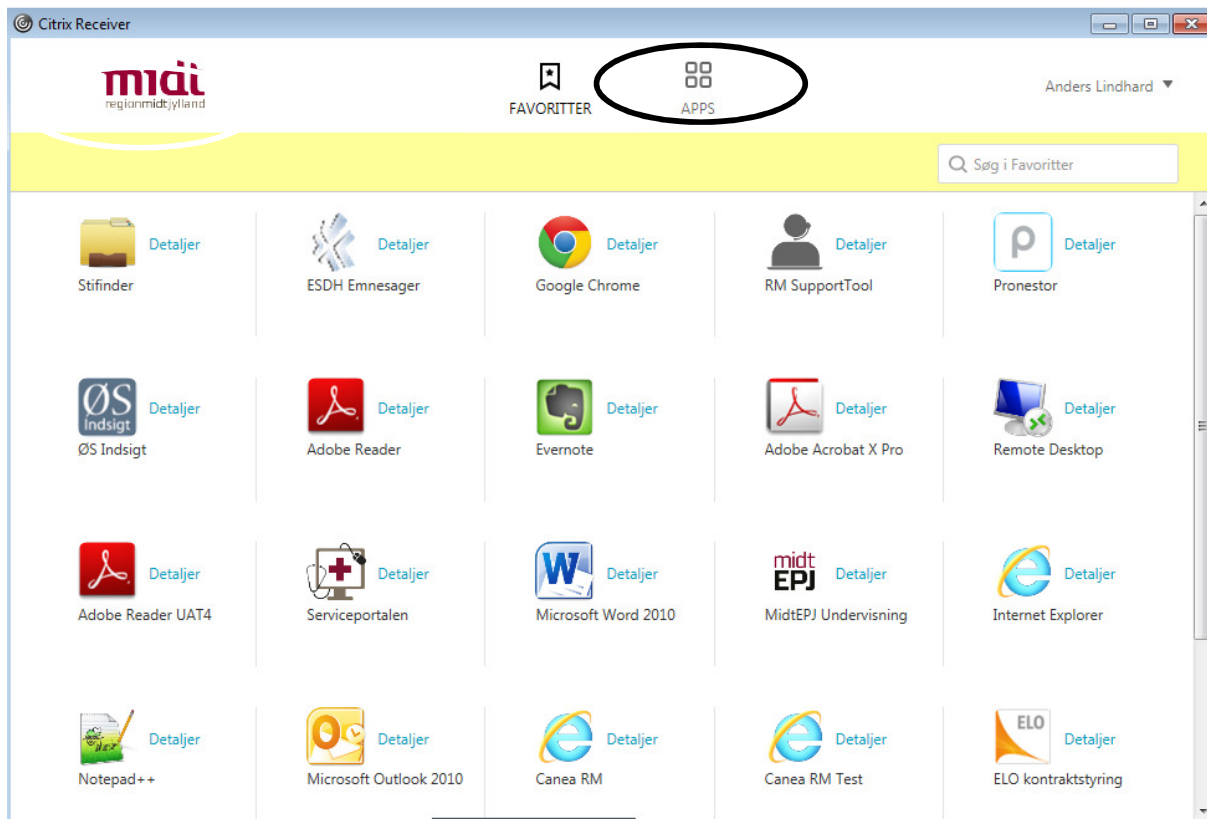 Citrix Receiver
midt
regionmidtjylland
FAVORITTER
APPS
Anders Lindhard
Søg i Favoritter
Detaljer
Detaljer
Detaljer
Detaljer
ρ
Detaljer
Stifinder
ESDH Emnesager
Google Chrome
RM SupportTool
Pronestor
ØS
Indsigt
Detaljer
Detaljer
Detaljer
Detaljer
Detaljer
ØS Indsigt
Adobe Reader
Evernote
Adobe Acrobat X Pro
Remote Desktop
Detaljer
Detaljer
W
Detaljer
midt
EPJ
Detaljer
Detaljer
Adobe Reader UAT4
Serviceportalen
Microsoft Word 2010
MidtEPJ Undervisning
Internet Explorer
Detaljer
Detaljer
Detaljer
Detaljer
ELO
Detaljer
Notepad++
Microsoft Outlook 2010
Canea RM
Canea RM Test
ELO kontraktstyring